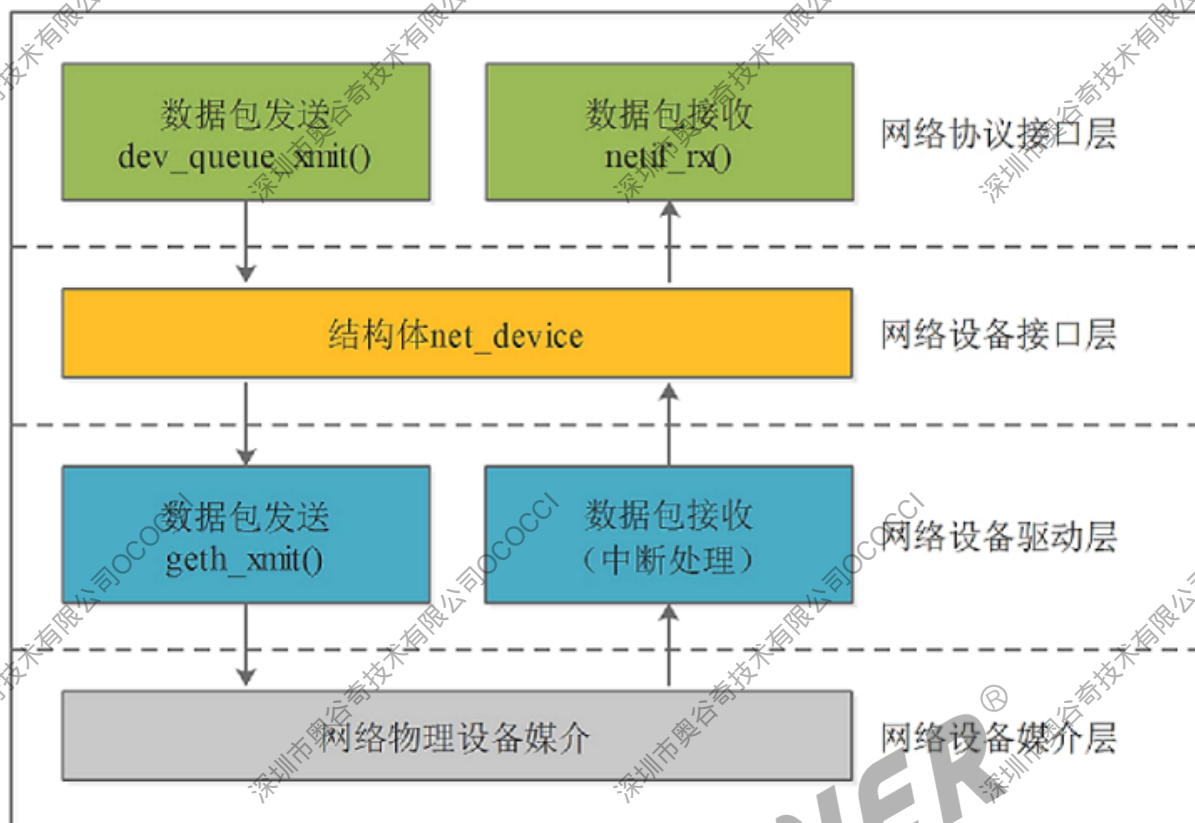 数据包发送
dev_queue_xmit()
数据包接收
netif_rx()
网络协议接口层
结构体net_device
网络设备接口层
数据包发送
geth_xmit()
数据包接收
（中断处理）
网络设备驱动层
网络物理设备媒介
网络设备媒介层
深圳市奥谷奇技术有限公司OCOCCI
NER®